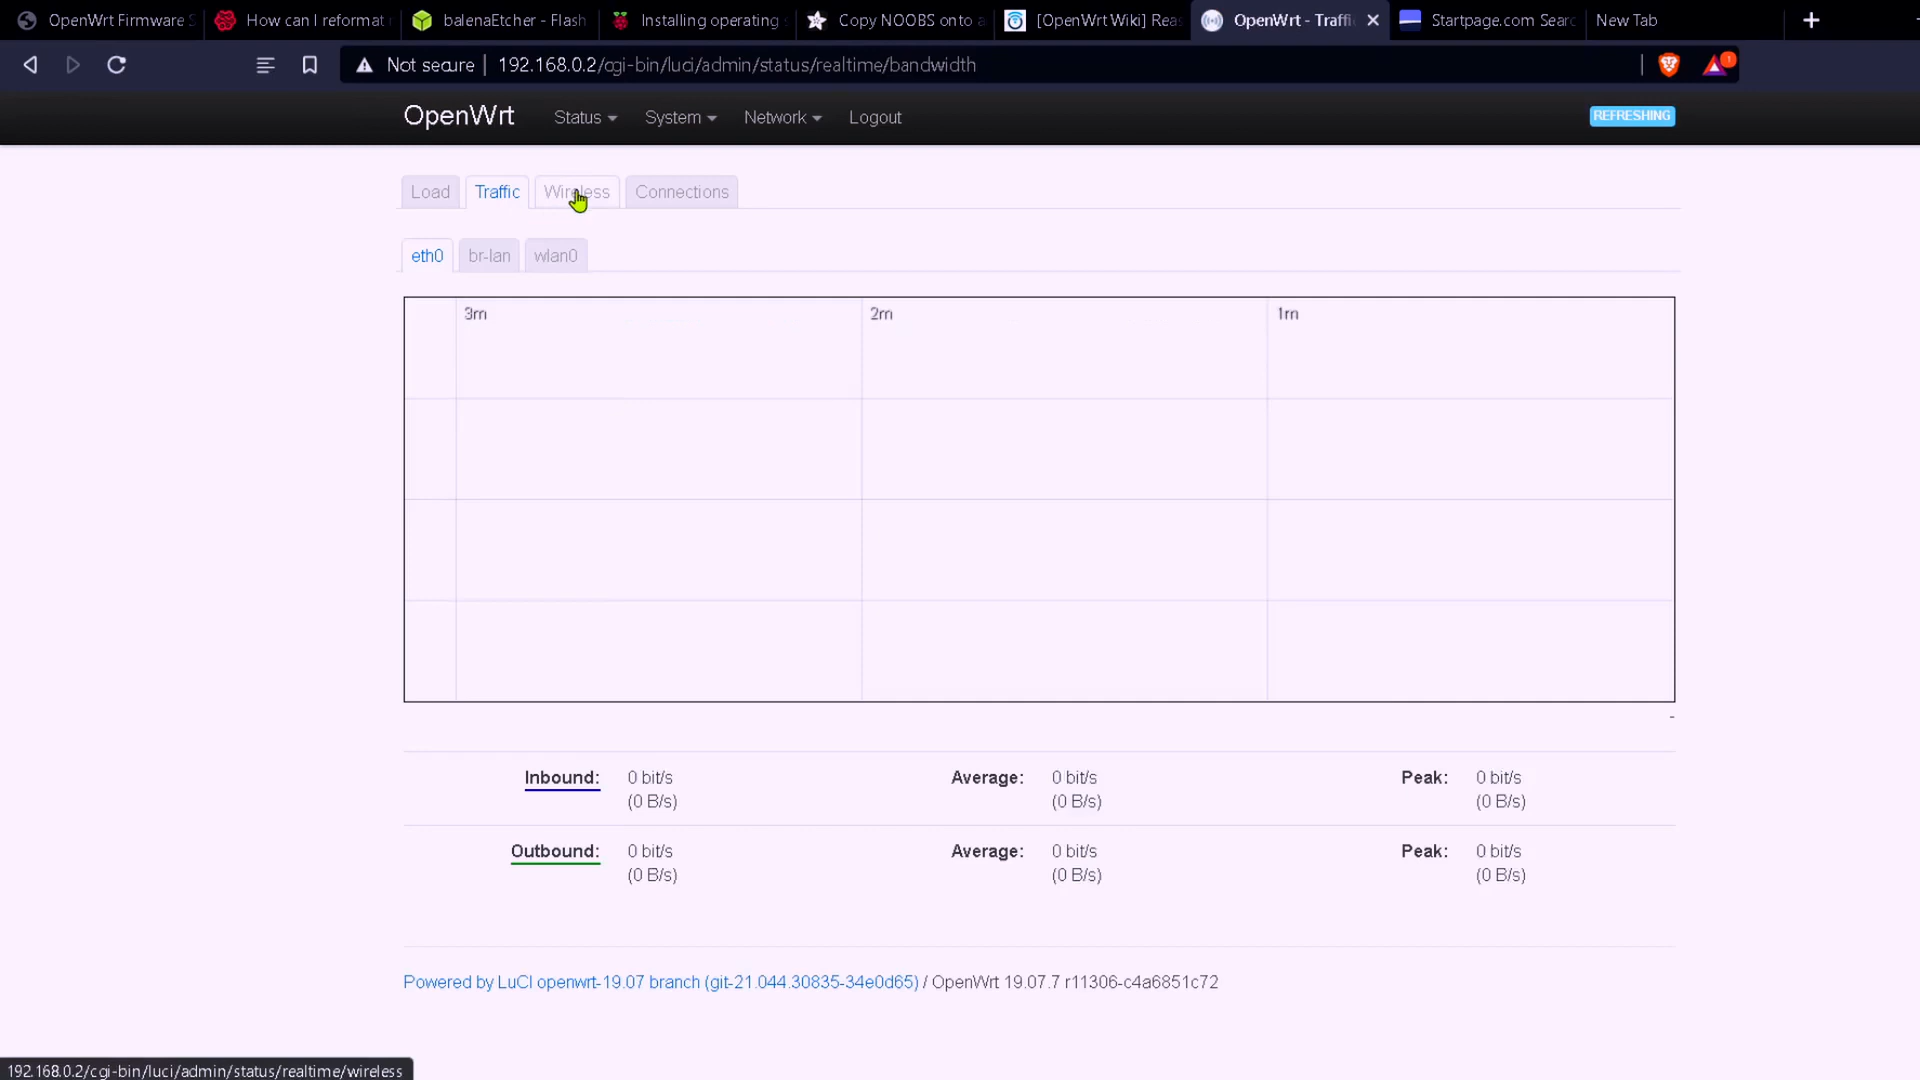 OpenWrt Firmware S
How can I reformat
balenaEtcher - Flash
Installing operating s
Copy NOOBS onto a
[OpenWrt Wiki] Rea
OpenWrt - Traffi
Startpage.com Searc
New Tab
Not secure
192.168.0.2/cgi-bin/luci/admin/status/realtime/bandwidth
1
OpenWrt
Status
System
Network
Logout
REFRESHING
Load
Traffic
Wireless
Connections
eth0
br-lan
wlan0
3m
2m
1m
-
Inbound: 0 bit/s Average: 0 bit/s Peak: 0 bit/s
(0 B/s) (0 B/s) (0 B/s)
Outbound: 0 bit/s Average: 0 bit/s Peak: 0 bit/s
(0 B/s) (0 B/s) (0 B/s)
Powered by LuCI openwrt-19.07 branch (git-21.044.30835-34e0d65) / OpenWrt 19.07.7 r11306-c4a6851c72
192.168.0.2/cgi-bin/luci/admin/status/realtime/wireless